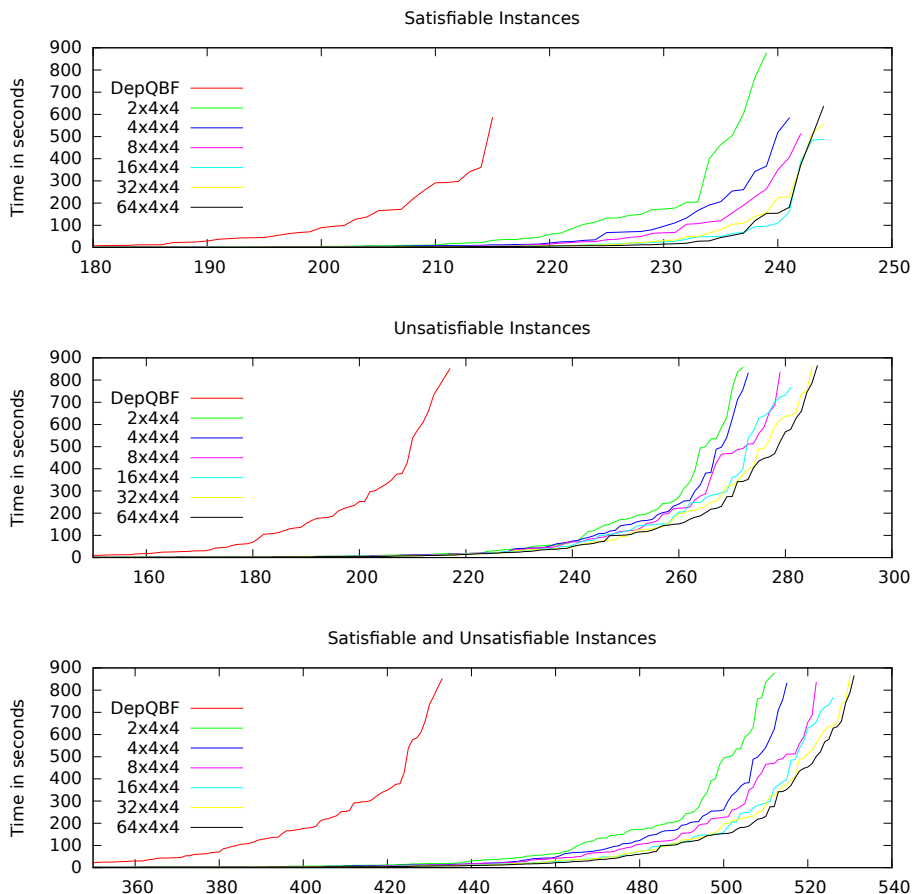 Satisfiable Instances
Time in seconds
900
800
700
600
500
400
300
200
100
0
DepQBF
2x4x4
4x4x4
8x4x4
16x4x4
32x4x4
64x4x4
180 190 200 210 220 230 240 250
Unsatisfiable Instances
Time in seconds
900
800
700
600
500
400
300
200
100
0
DepQBF
2x4x4
4x4x4
8x4x4
16x4x4
32x4x4
64x4x4
160 180 200 220 240 260 280 300
Satisfiable and Unsatisfiable Instances
Time in seconds
900
800
700
600
500
400
300
200
100
0
DepQBF
2x4x4
4x4x4
8x4x4
16x4x4
32x4x4
64x4x4
360 380 400 420 440 460 480 500 520 540